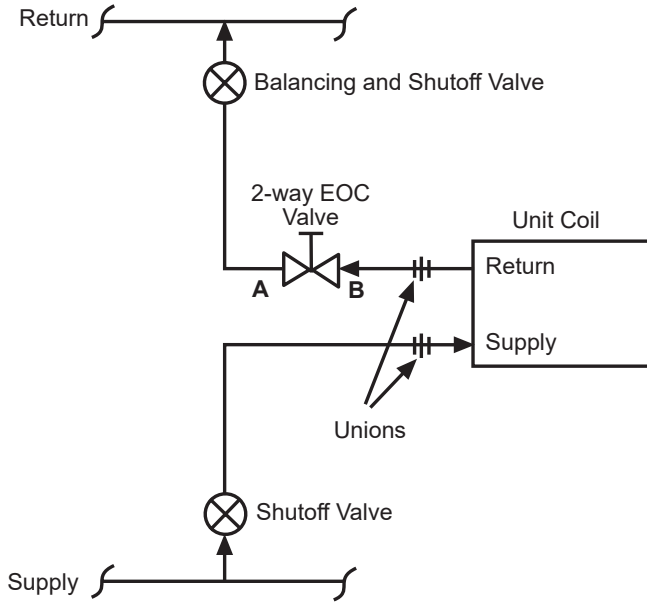 Return
Balancing and Shutoff Valve
2-way EOC
Valve
Unit Coil
A
B
Return
Supply
Unions
Shutoff Valve
Supply